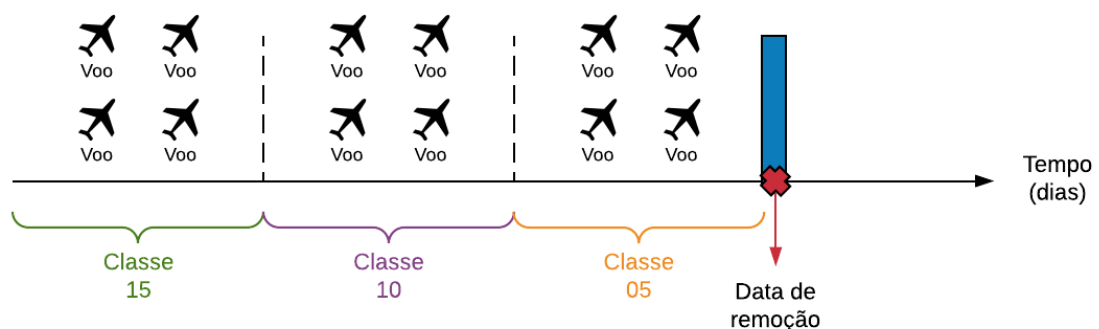 Voo Voo Voo Voo Voo Voo
Voo Voo Voo Voo Voo Voo
Tempo
(dias)
Classe
15
Classe
10
Classe
05
Data de
remoção